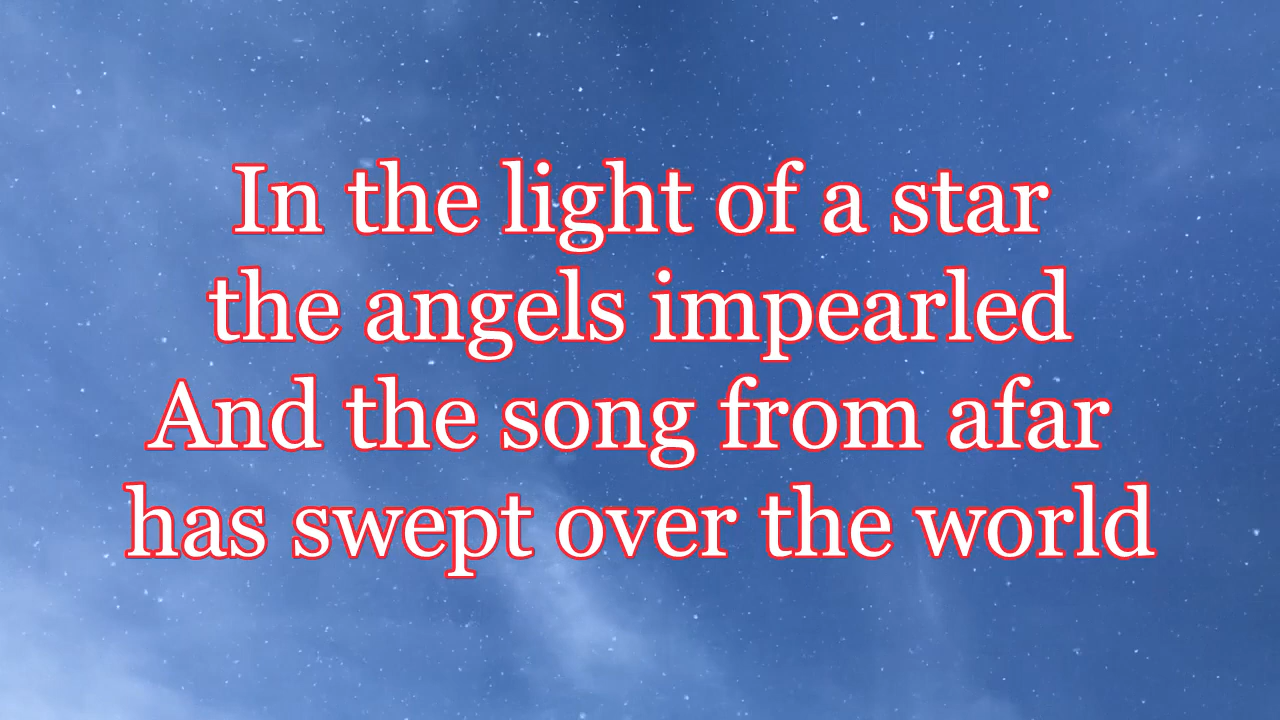 In the light of a star
the angels impearled
And the song from afar
has swept over the world